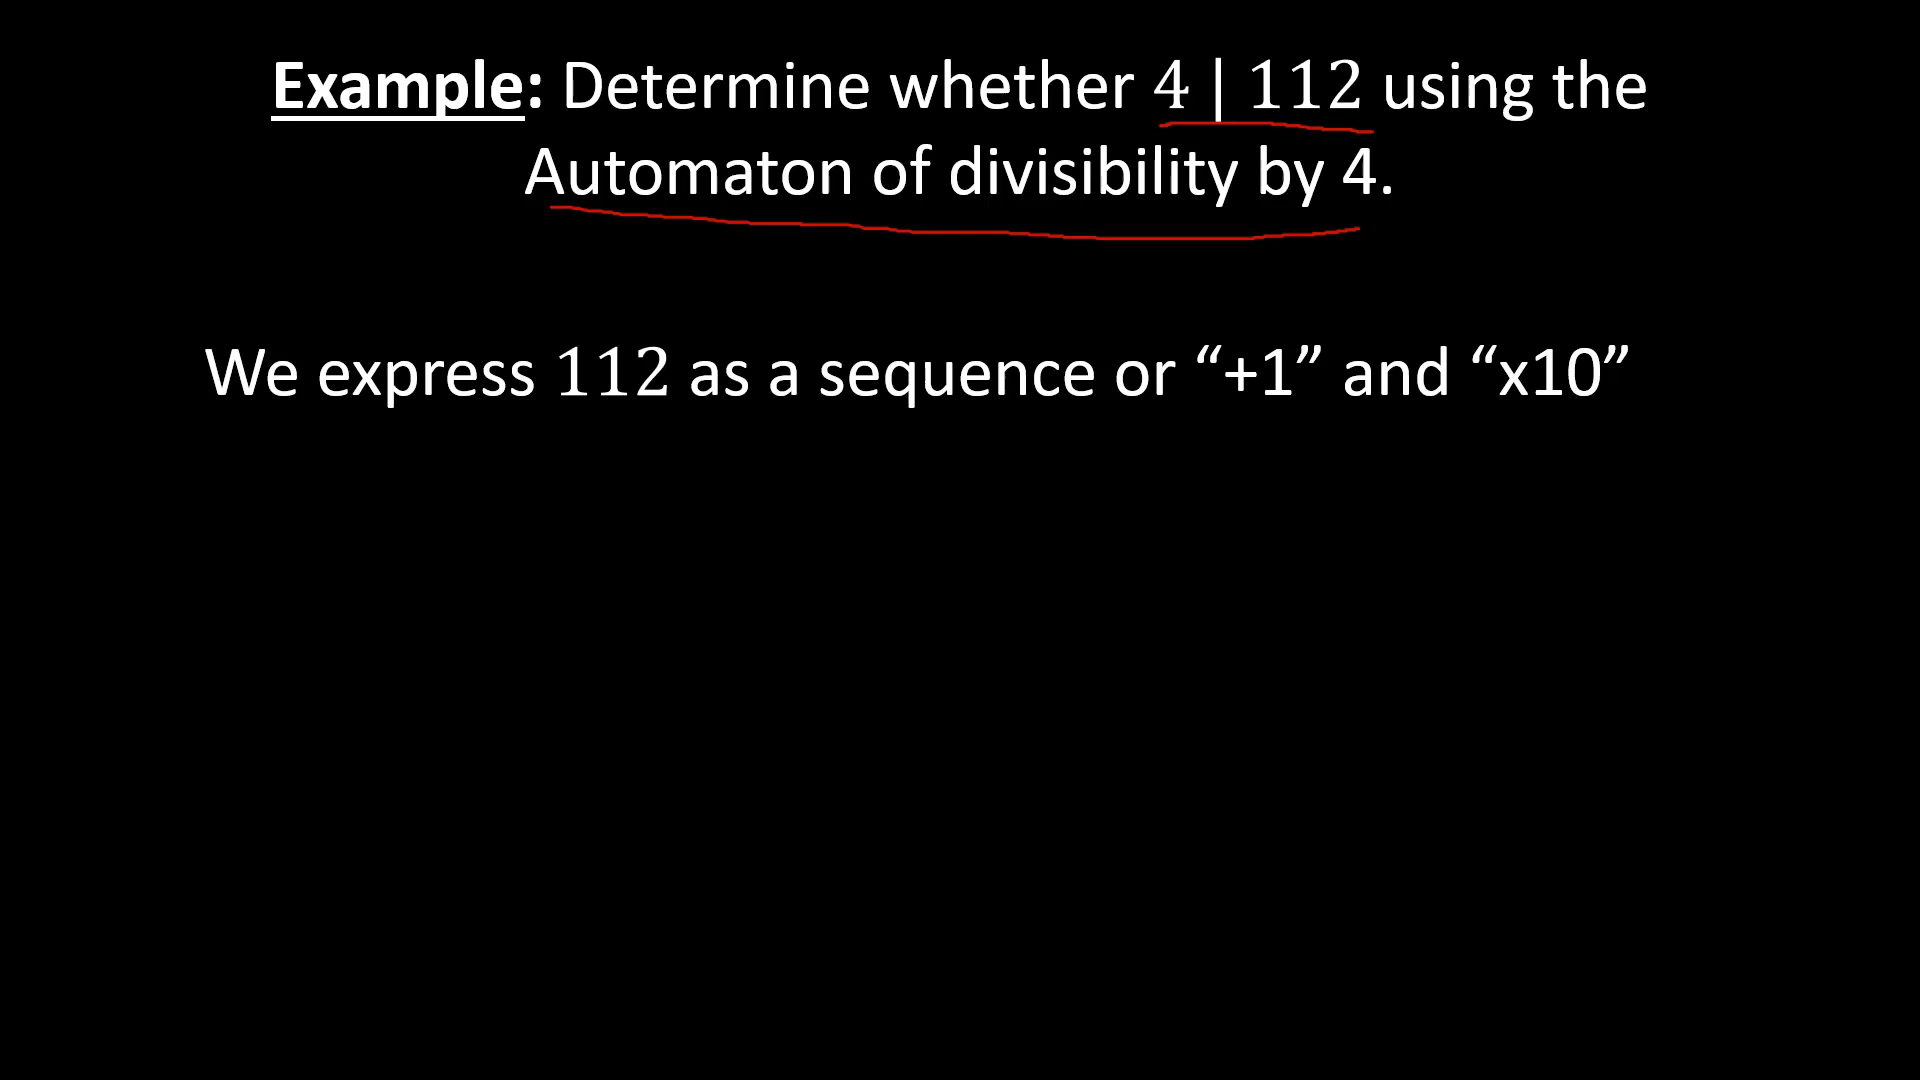 Example: Determine whether 4 | 112 using the
Automaton of divisibility by 4.
We express 112 as a sequence or “+1” and “x10”